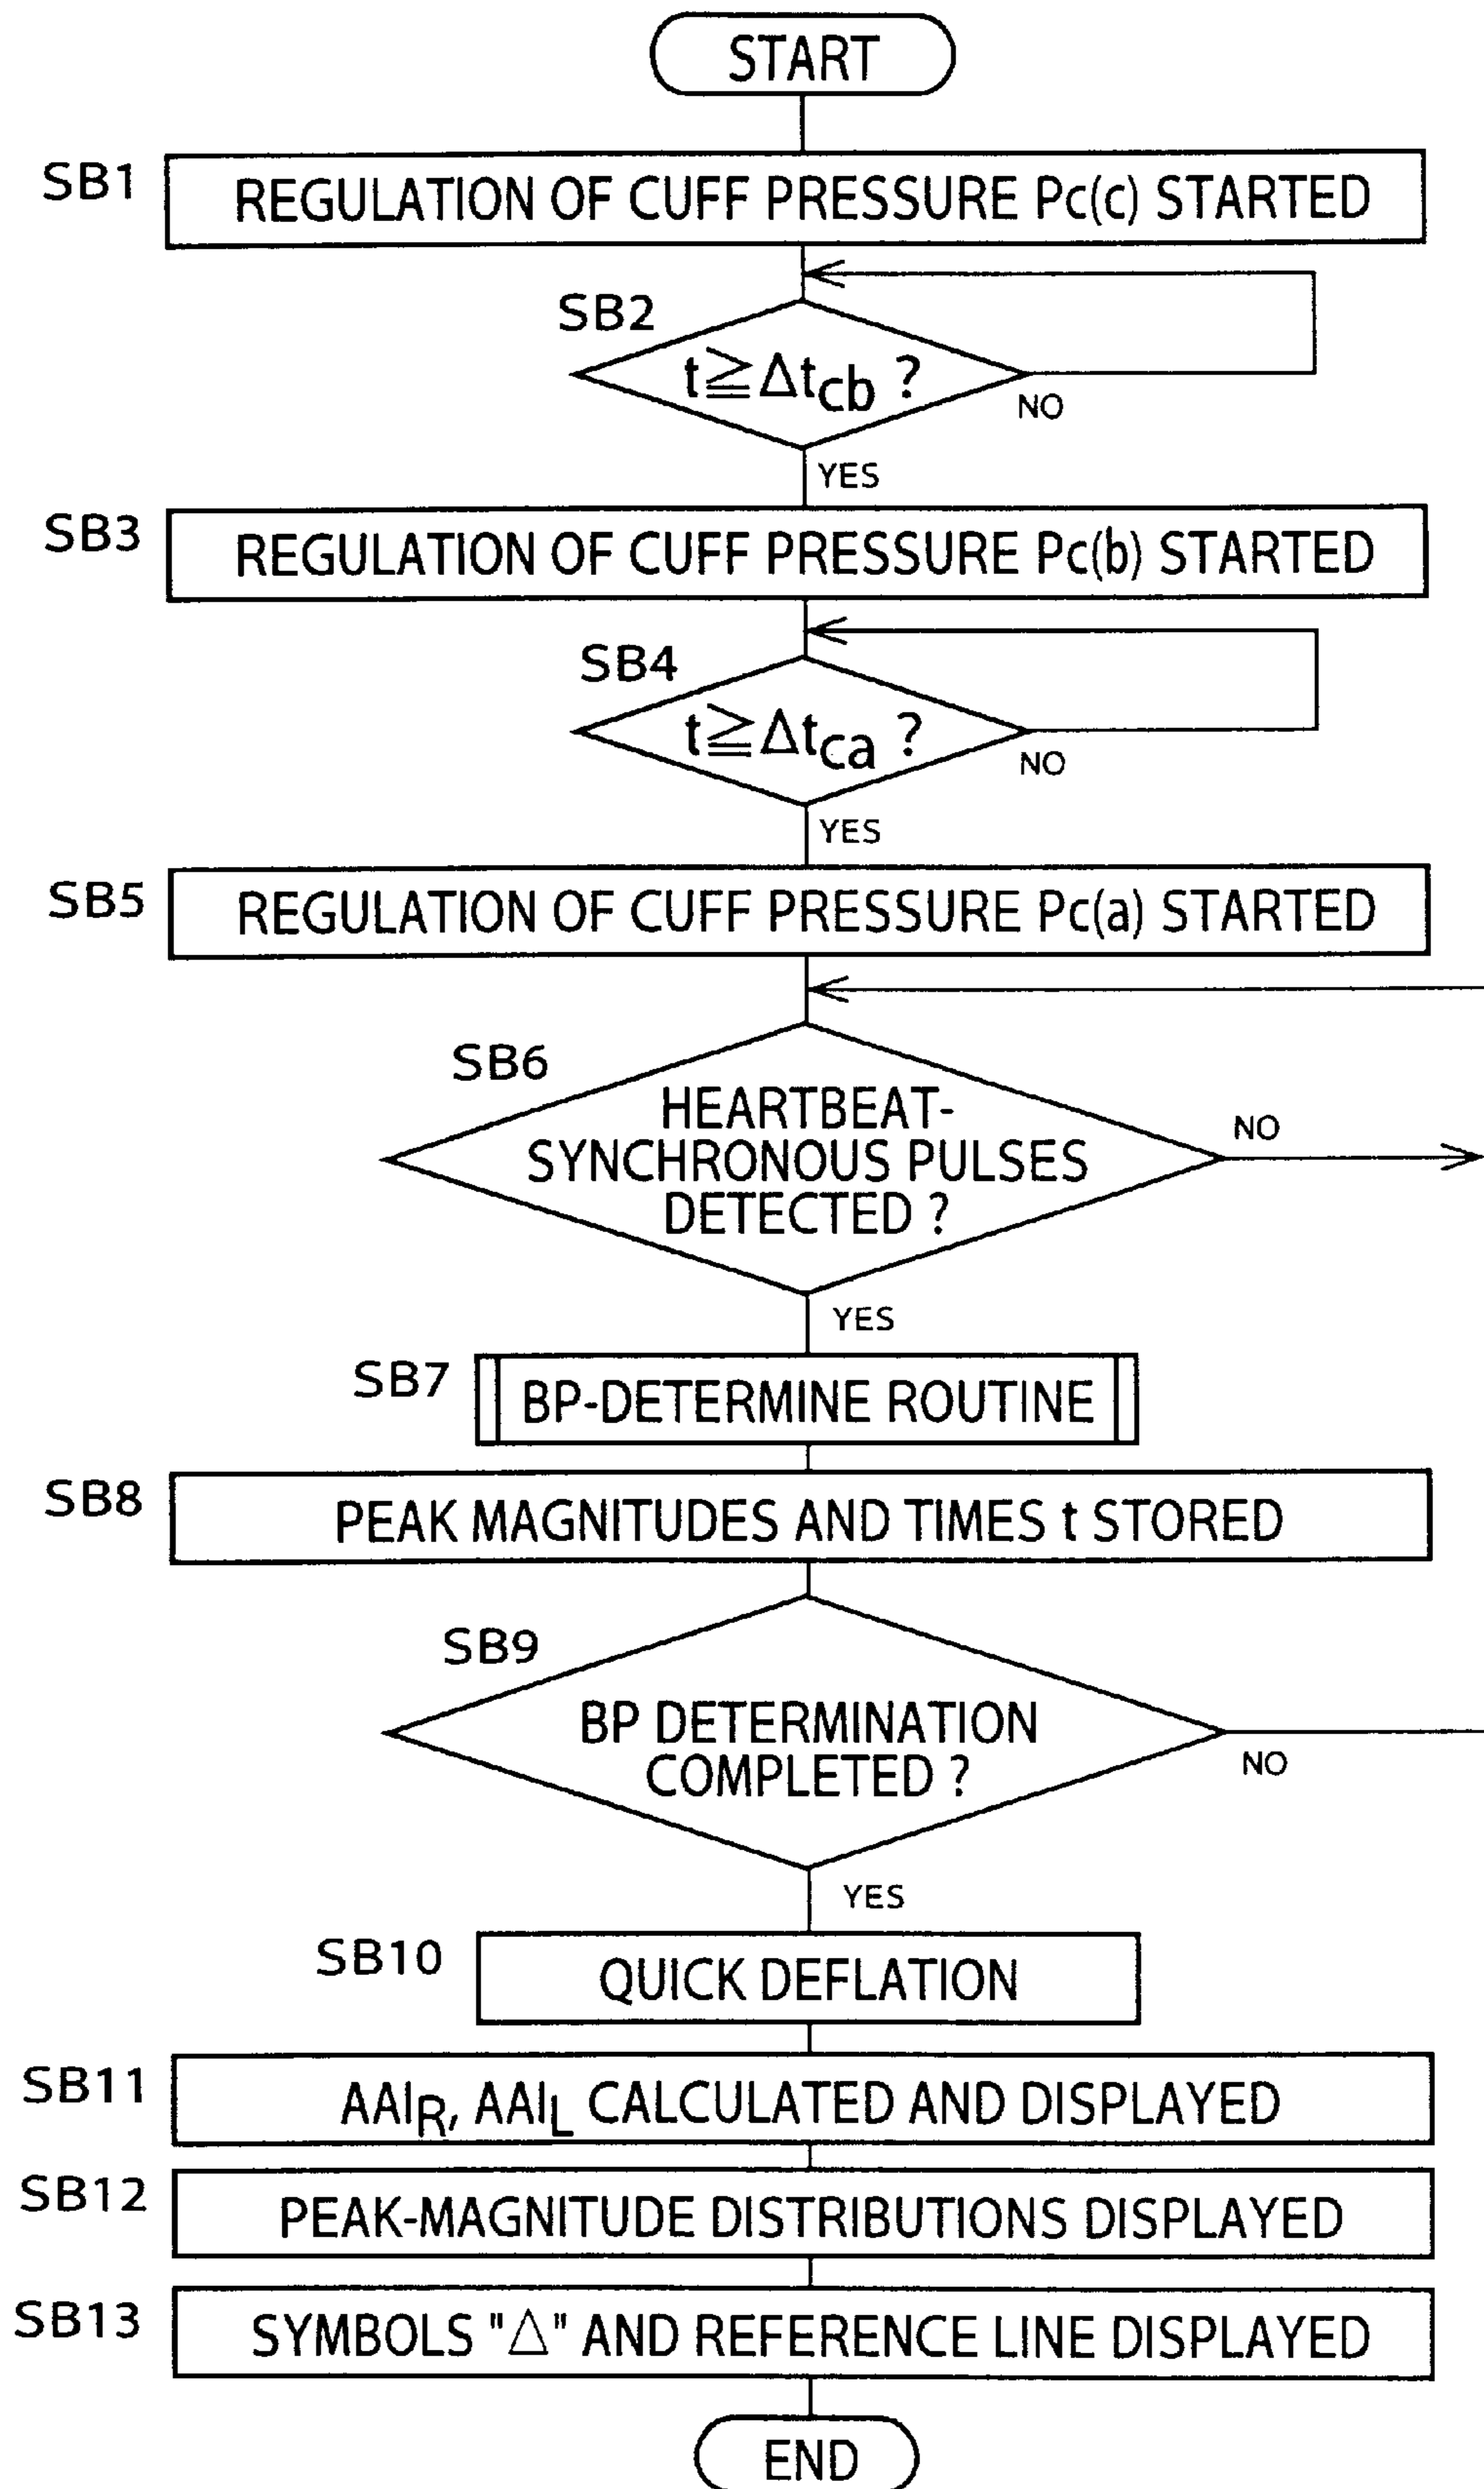 START
SB1
REGULATION OF CUFF PRESSURE Pc(c) STARTED
SB2
t≧Δtcb ?
NO
YES
SB3
REGULATION OF CUFF PRESSURE Pc(b) STARTED
SB4
t≧Δtca ?
NO
YES
SB5
REGULATION OF CUFF PRESSURE Pc(a) STARTED
SB6
HEARTBEAT-
SYNCHRONOUS PULSES
DETECTED ?
NO
YES
SB7
BP-DETERMINE ROUTINE
SB8
PEAK MAGNITUDES AND TIMES t STORED
SB9
BP DETERMINATION
COMPLETED ?
NO
YES
SB10
QUICK DEFLATION
SB11
AAIR, AAIL CALCULATED AND DISPLAYED
SB12
PEAK-MAGNITUDE DISTRIBUTIONS DISPLAYED
SB13
SYMBOLS "△" AND REFERENCE LINE DISPLAYED
END